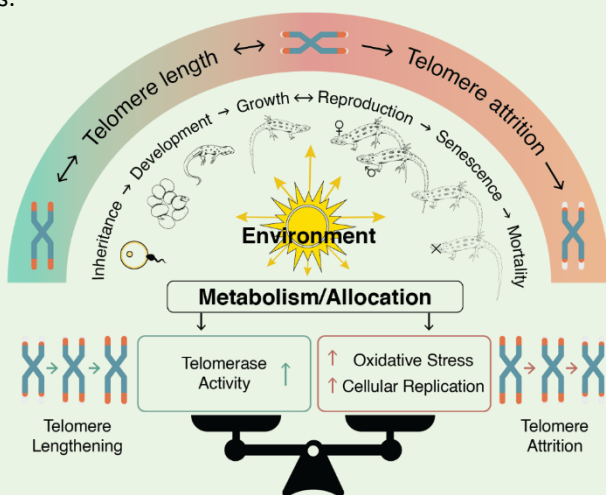 s.
Telomere length
Telomere attrition
Inheritance → Development → Growth ↔ Reproduction → Senescence → Mortality
♀
♂
×
Environment
Metabolism/Allocation
Telomerase
Activity ↑
↑ Oxidative Stress
↑ Cellular Replication
Telomere
Lengthening
Telomere
Attrition